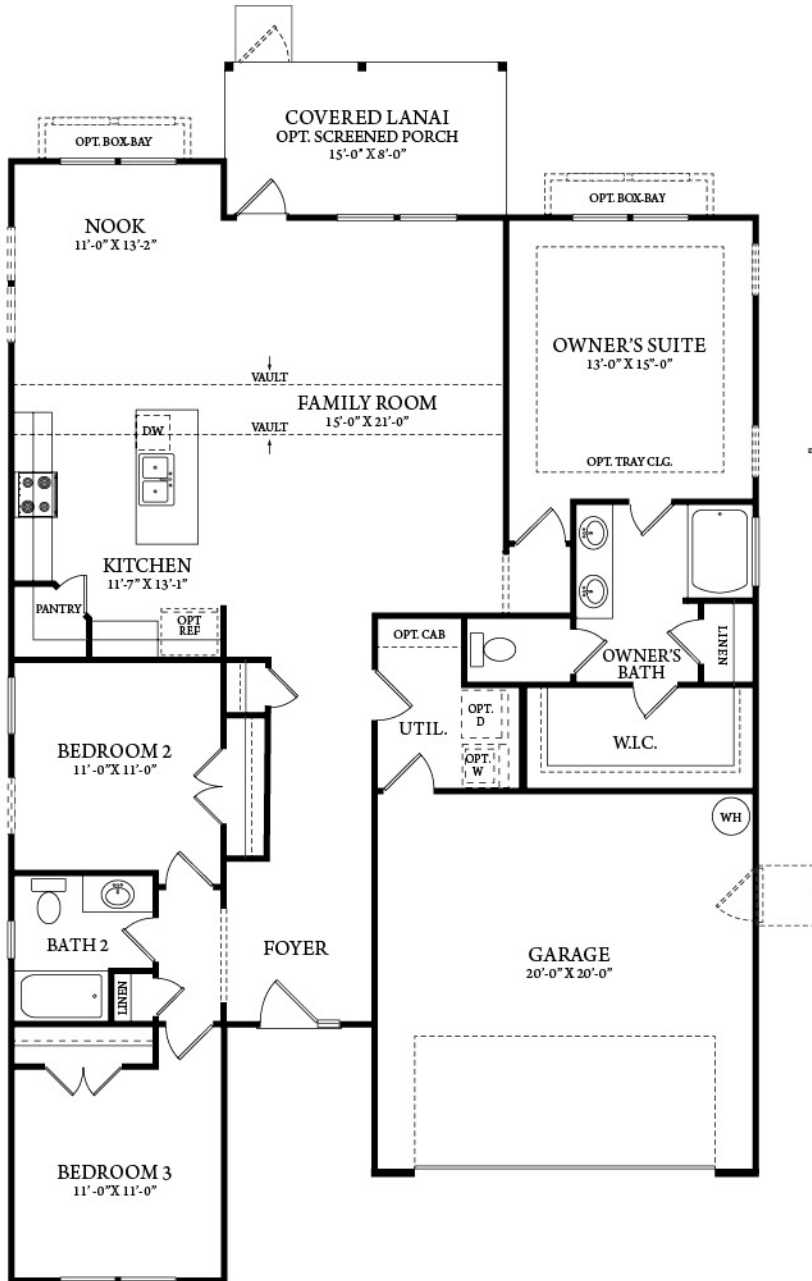 COVERED LANAI
OPT. SCREENED PORCH
15'-0" X 8'-0"
OPT. BOX-BAY
NOOK
11'-0" X 13'-2"
OPT. BOX-BAY
OWNER'S SUITE
13'-0" X 15"-0"
OPT. TRAY CLG.
VAULT
FAMILY ROOM
15'-0" X 21'-0"
VAULT
DW.
KITCHEN
11'-7" X 13'-1"
PANTRY
OPT
REF
OPT. CAB
OWNER'S
BATH
LINEN
UTIL.
OPT.
D
OPT.
W
W.I.C.
BEDROOM 2
11'-0"X 11'-0"
WH
BATH 2
LINEN
FOYER
GARAGE
20'-0" X 20'-0"
BEDROOM 3
11'-0"X 11'-0"